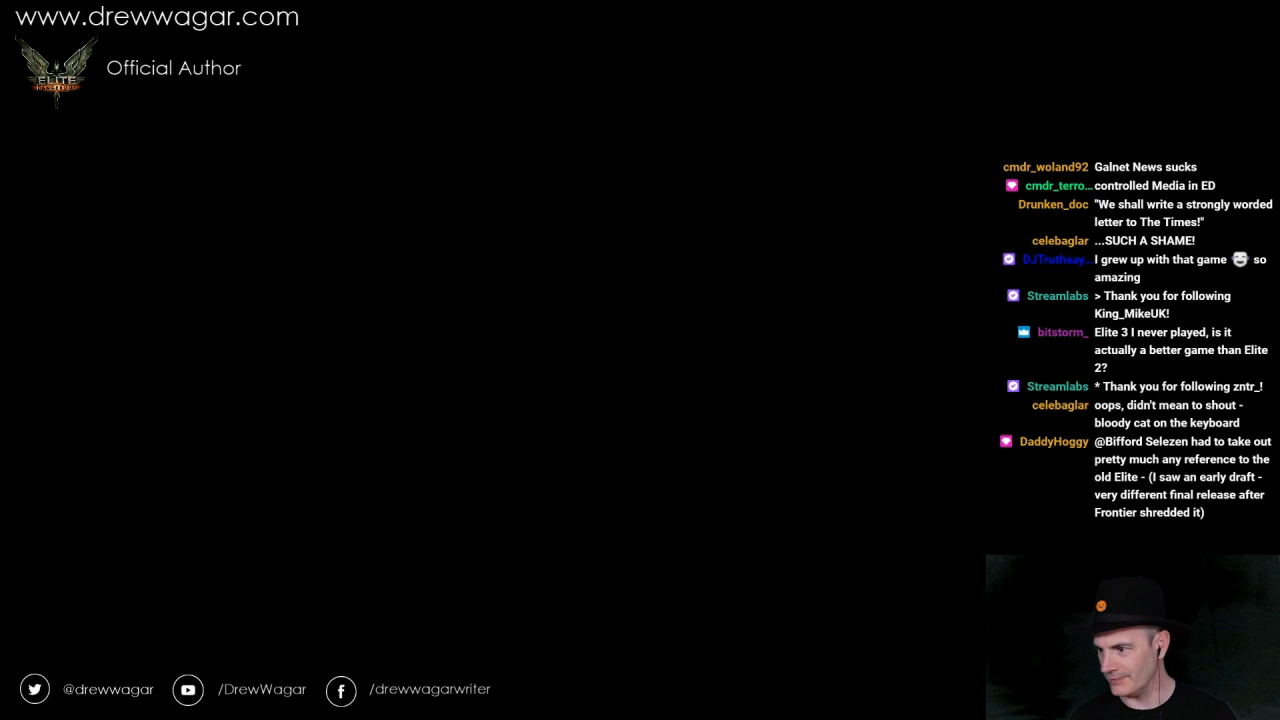 www.drewwagar.com
ELITE
DANGEROUS
Official Author
cmdr_woland92 Galnet News sucks
cmdr_terro... controlled Media in ED
Drunken_doc "We shall write a strongly worded
letter to The Times!"
celebaglar ...SUCH A SHAME!
DJTruthsay... I grew up with that game so
amazing
Streamlabs > Thank you for following
King_MikeUK!
bitstorm_ Elite 3 I never played, is it
actually a better game than Elite
2?
Streamlabs * Thank you for following zntr_!
celebaglar oops, didn't mean to shout -
bloody cat on the keyboard
DaddyHoggy @Bifford Selezen had to take out
pretty much any reference to the
old Elite - (I saw an early draft -
very different final release after
Frontier shredded it)
@drewwagar
/DrewWagar
/drewwagarwriter